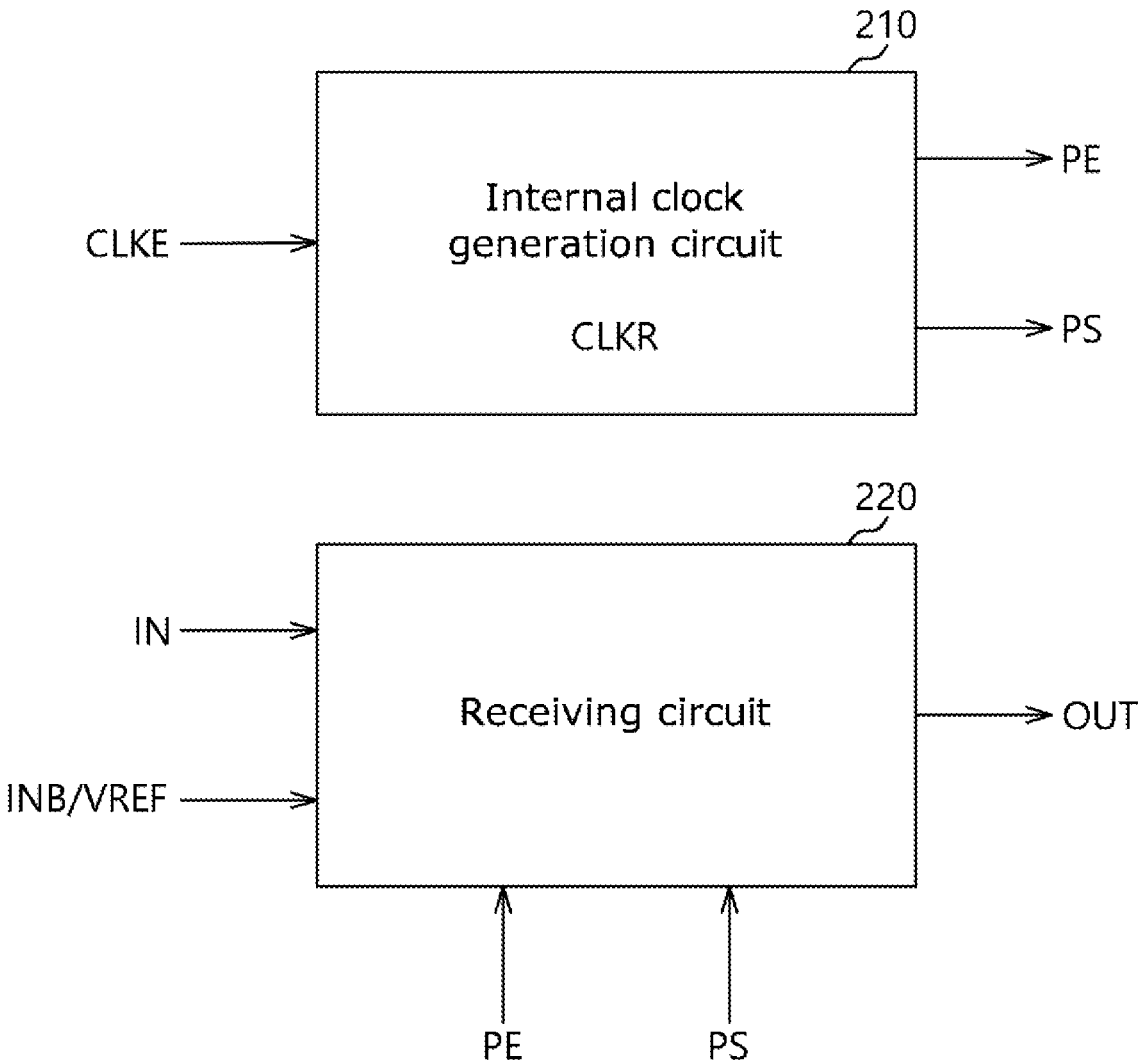 210
Internal clock
generation circuit
CLKR
CLKE
PE
PS
220
IN
INB/VREF
Receiving circuit
OUT
PE
PS